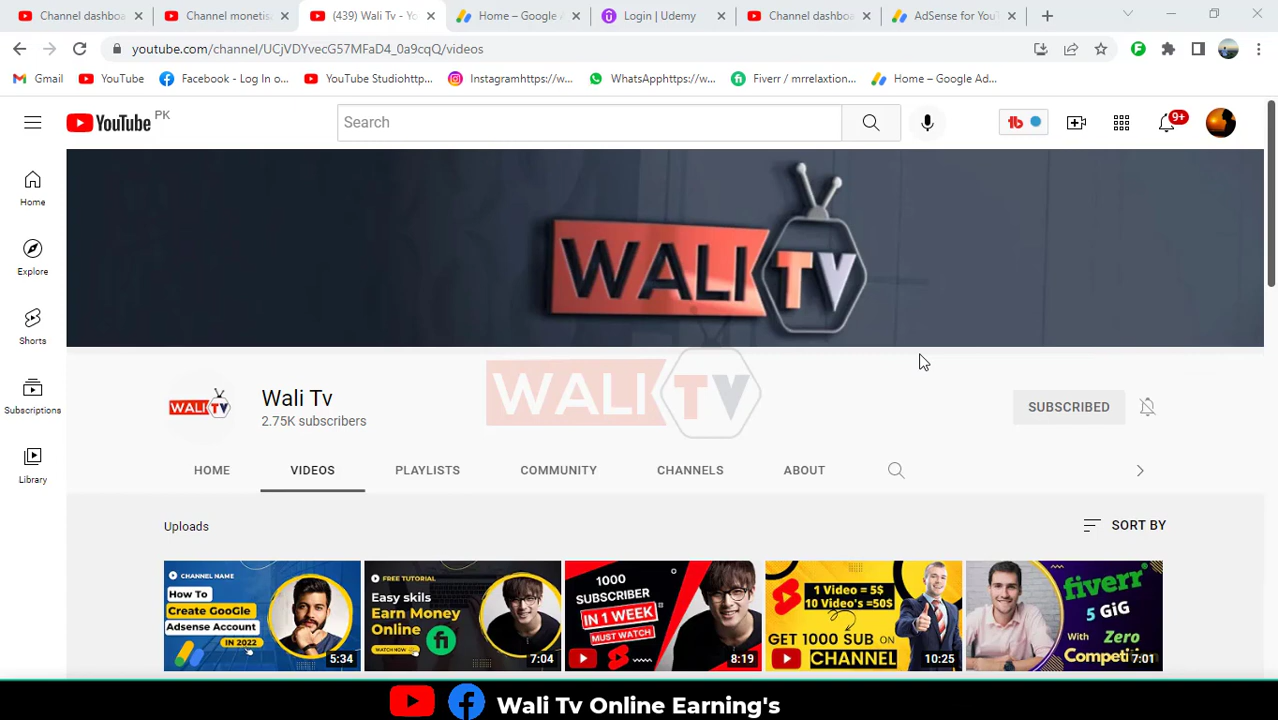 Channel dashboa
Channel monetisa
(439) Wali Tv - Yo
Home – Google A
Login | Udemy
Channel dashboa
AdSense for YouT
youtube.com/channel/UCjVDYvecG57MFaD4_0a9cqQ/videos
Gmail
YouTube
Facebook - Log In o...
YouTube Studiohttp...
Instagramhttps://w...
WhatsApphttps://w...
Fiverr / mrrelaxtion...
Home – Google Ad...
YouTube PK
Search
9+
Home
Explore
Shorts
Subscriptions
Library
WALI TV
WALI TV
WALI TV
Wali Tv
2.75K subscribers
SUBSCRIBED
HOME
VIDEOS
PLAYLISTS
COMMUNITY
CHANNELS
ABOUT
Uploads
SORT BY
CHANNEL NAME
How To
Create GooGle
Adsense Account
IN 2022
5:34
FREE TUTORIAL
Easy skils
Earn Money
Online
WATCH NOW
7:04
1000
SUBSCRIBER
IN 1 WEEK
MUST WATCH
8:19
1 Video = 5$
10 Video's =50$
GET 1000 SUB ON
CHANNEL
10:25
fiverr
5 GiG
With Zero
Competition
7:01
Wali Tv Online Earning's